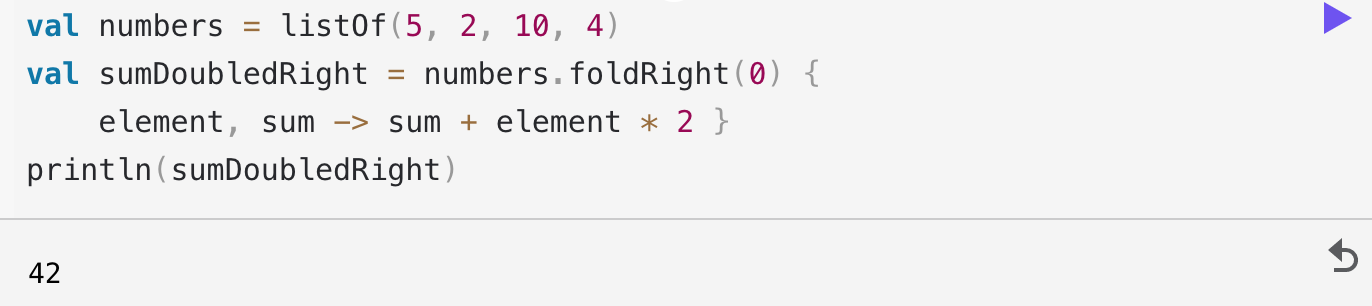 val numbers = listOf(5, 2, 10, 4)
val sumDoubledRight = numbers.foldRight(0) {
    element, sum -> sum + element * 2 }
println(sumDoubledRight)
42